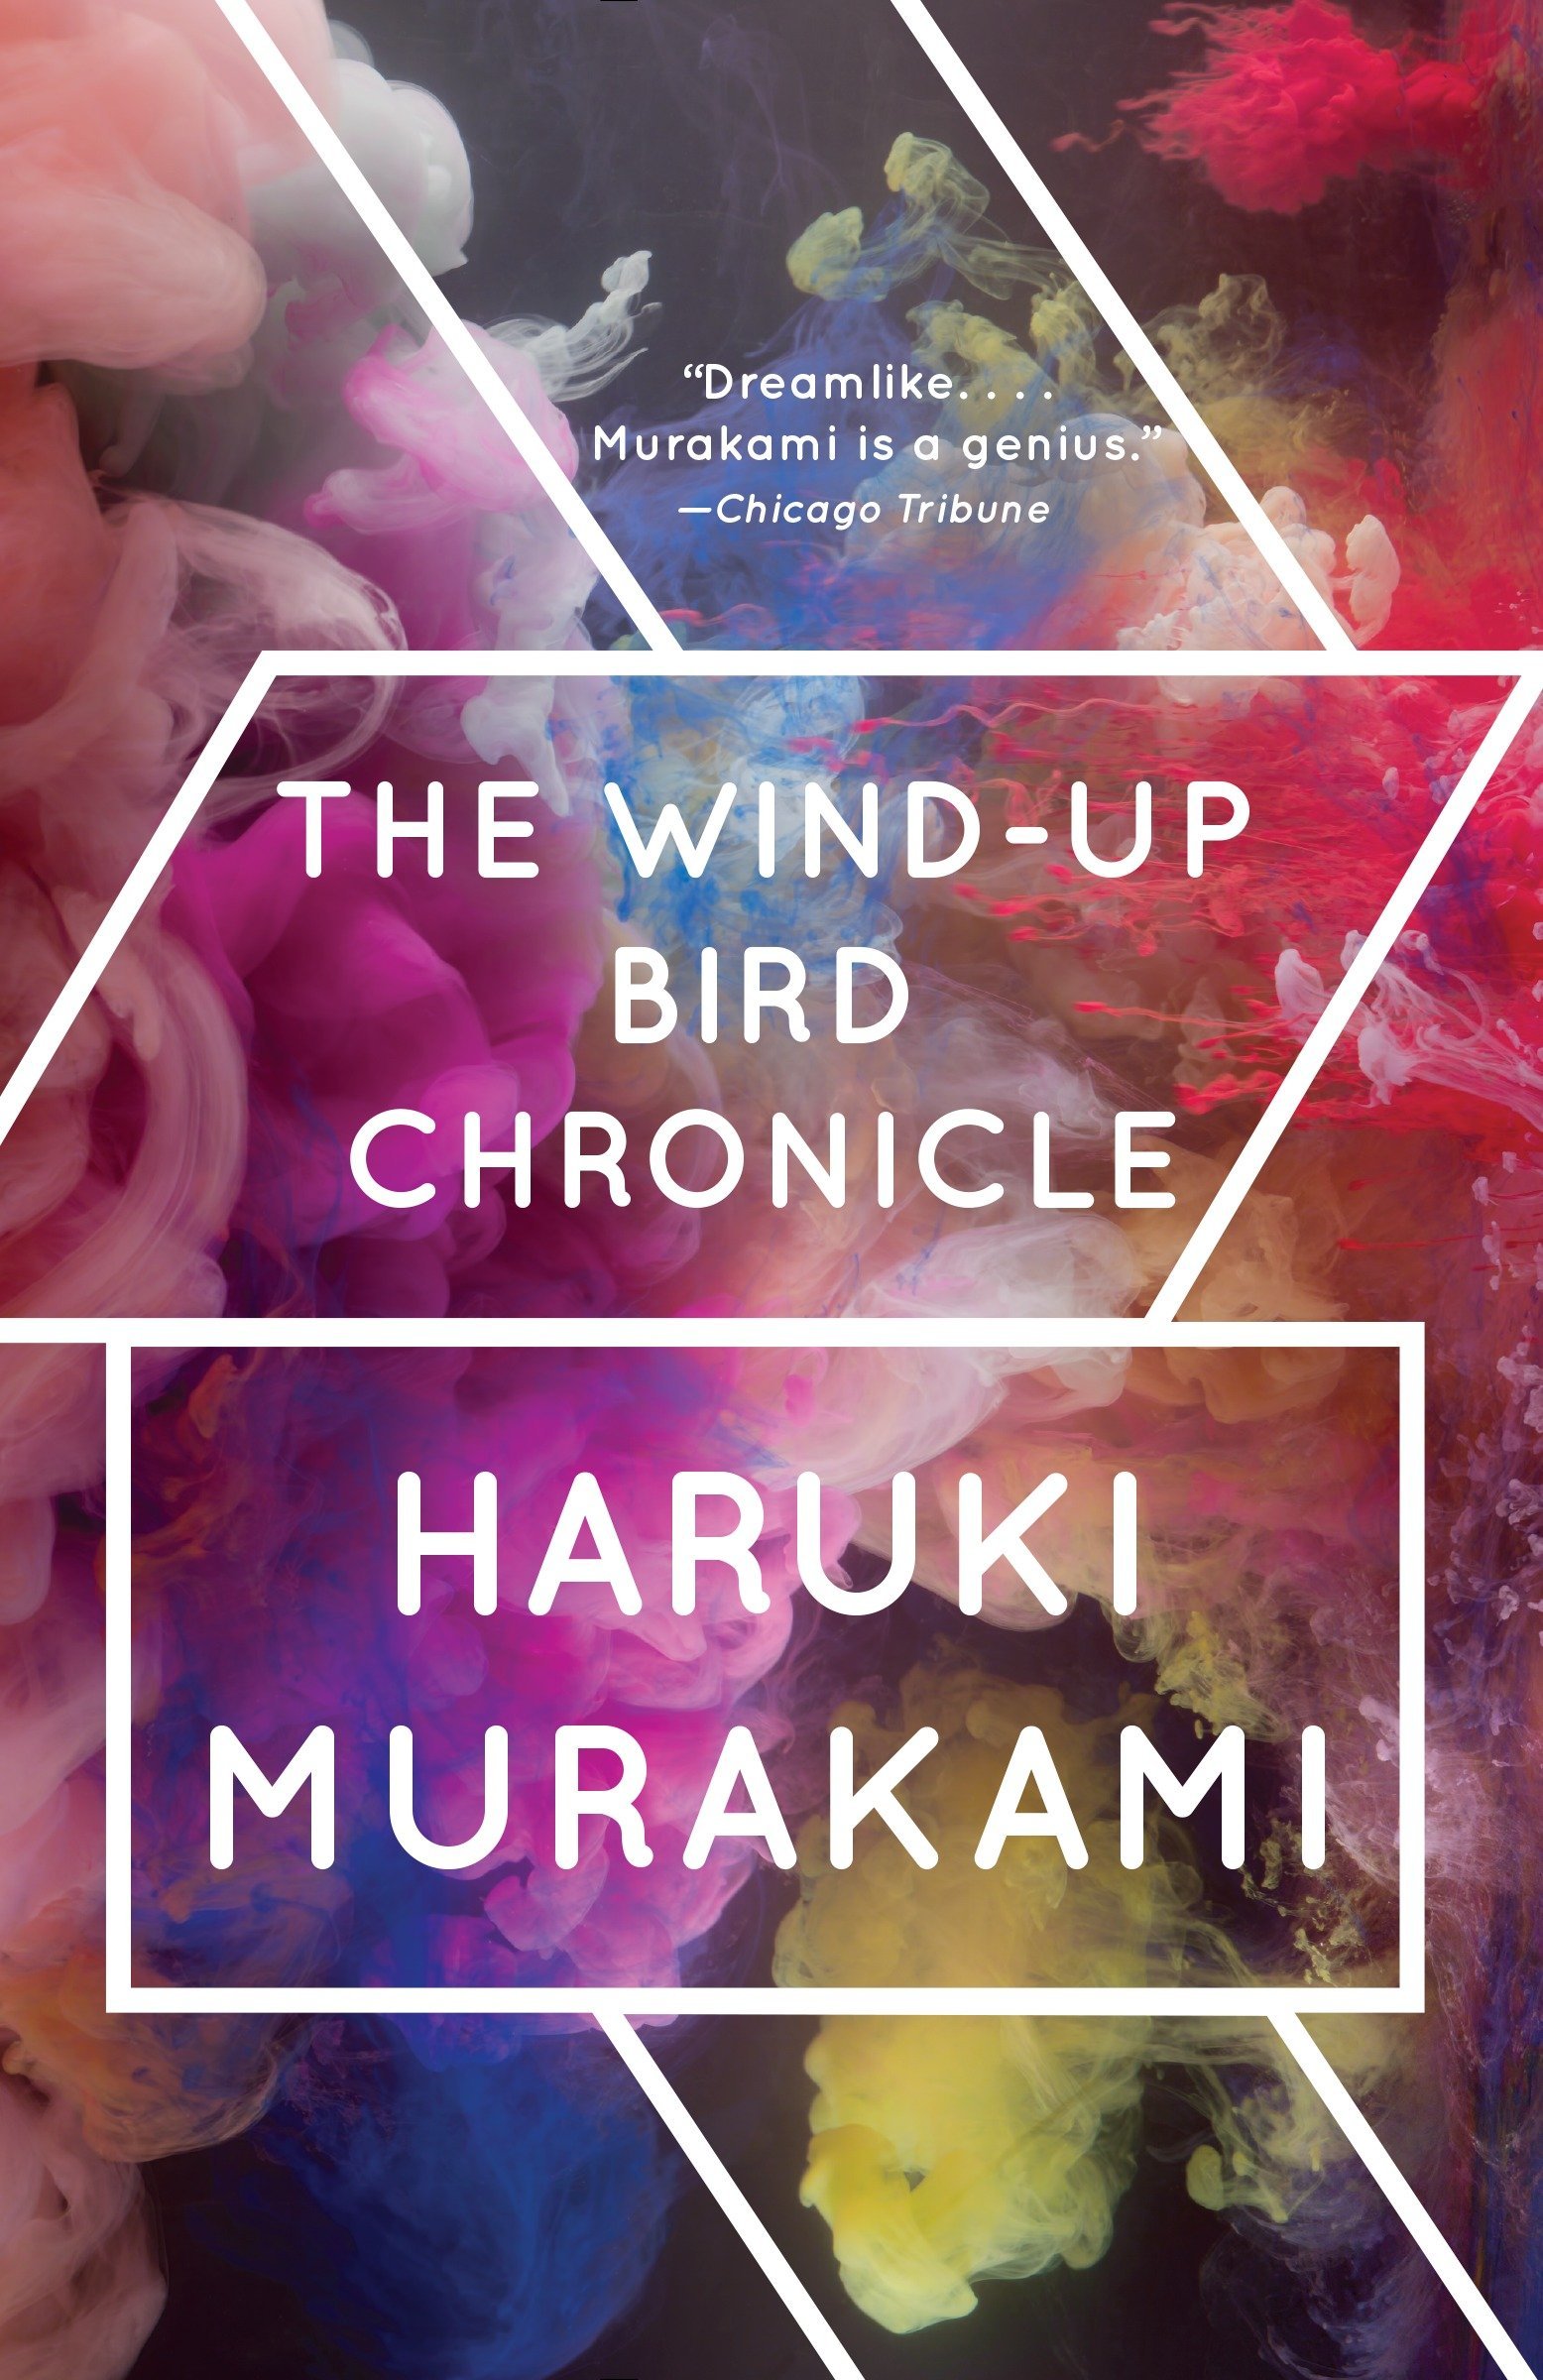 “Dreamlike. . . .
Murakami is a genius.”
—Chicago Tribune
THE WIND-UP
BIRD
CHRONICLE
HARUKI
MURAKAMI